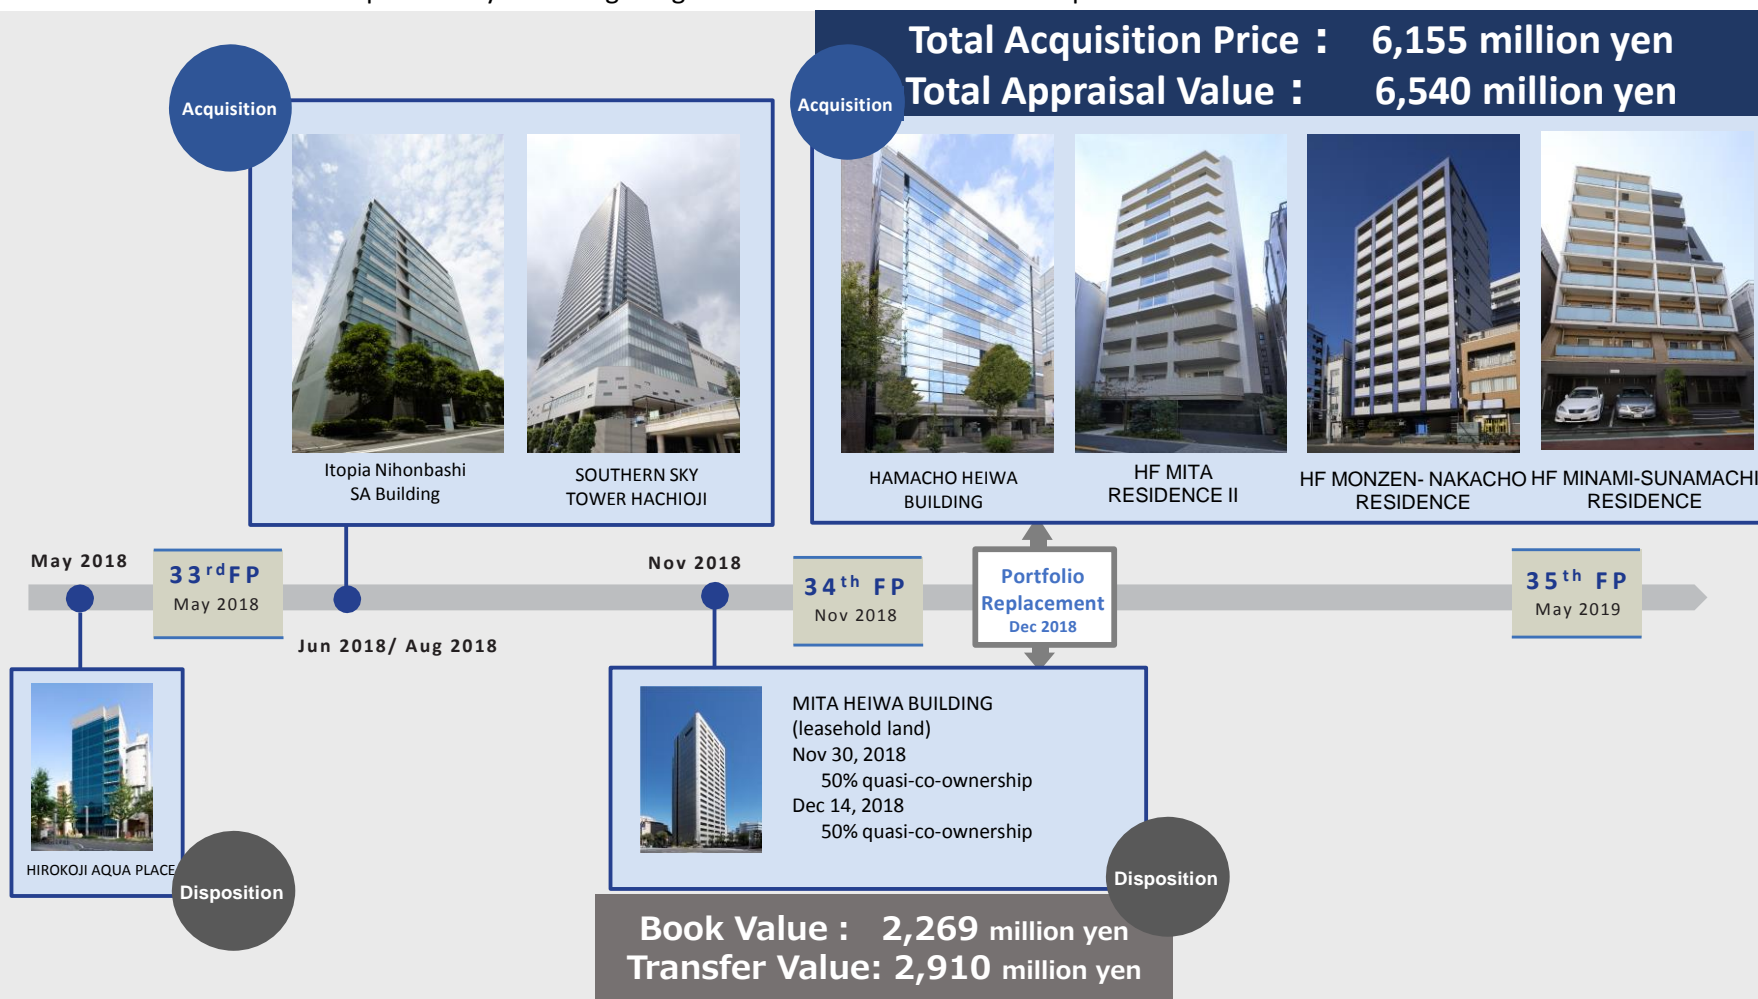 Total Acquisition Price : 6,155 million yen
Total Appraisal Value : 6,540 million yen
Acquisition
Acquisition
Itopia Nihonbashi
SA Building
SOUTHERN SKY
TOWER HACHIOJI
HAMACHO HEIWA
BUILDING
HF MITA
RESIDENCE II
HF MONZEN- NAKACHO
RESIDENCE
HF MINAMI-SUNAMACHI
RESIDENCE
May 2018
33rd FP
May 2018
Jun 2018/ Aug 2018
Nov 2018
34th FP
Nov 2018
Portfolio
Replacement
Dec 2018
35th FP
May 2019
HIROKOJI AQUA PLACE
Disposition
MITA HEIWA BUILDING
(leasehold land)
Nov 30, 2018
50% quasi-co-ownership
Dec 14, 2018
50% quasi-co-ownership
Disposition
Book Value : 2,269 million yen
Transfer Value: 2,910 million yen